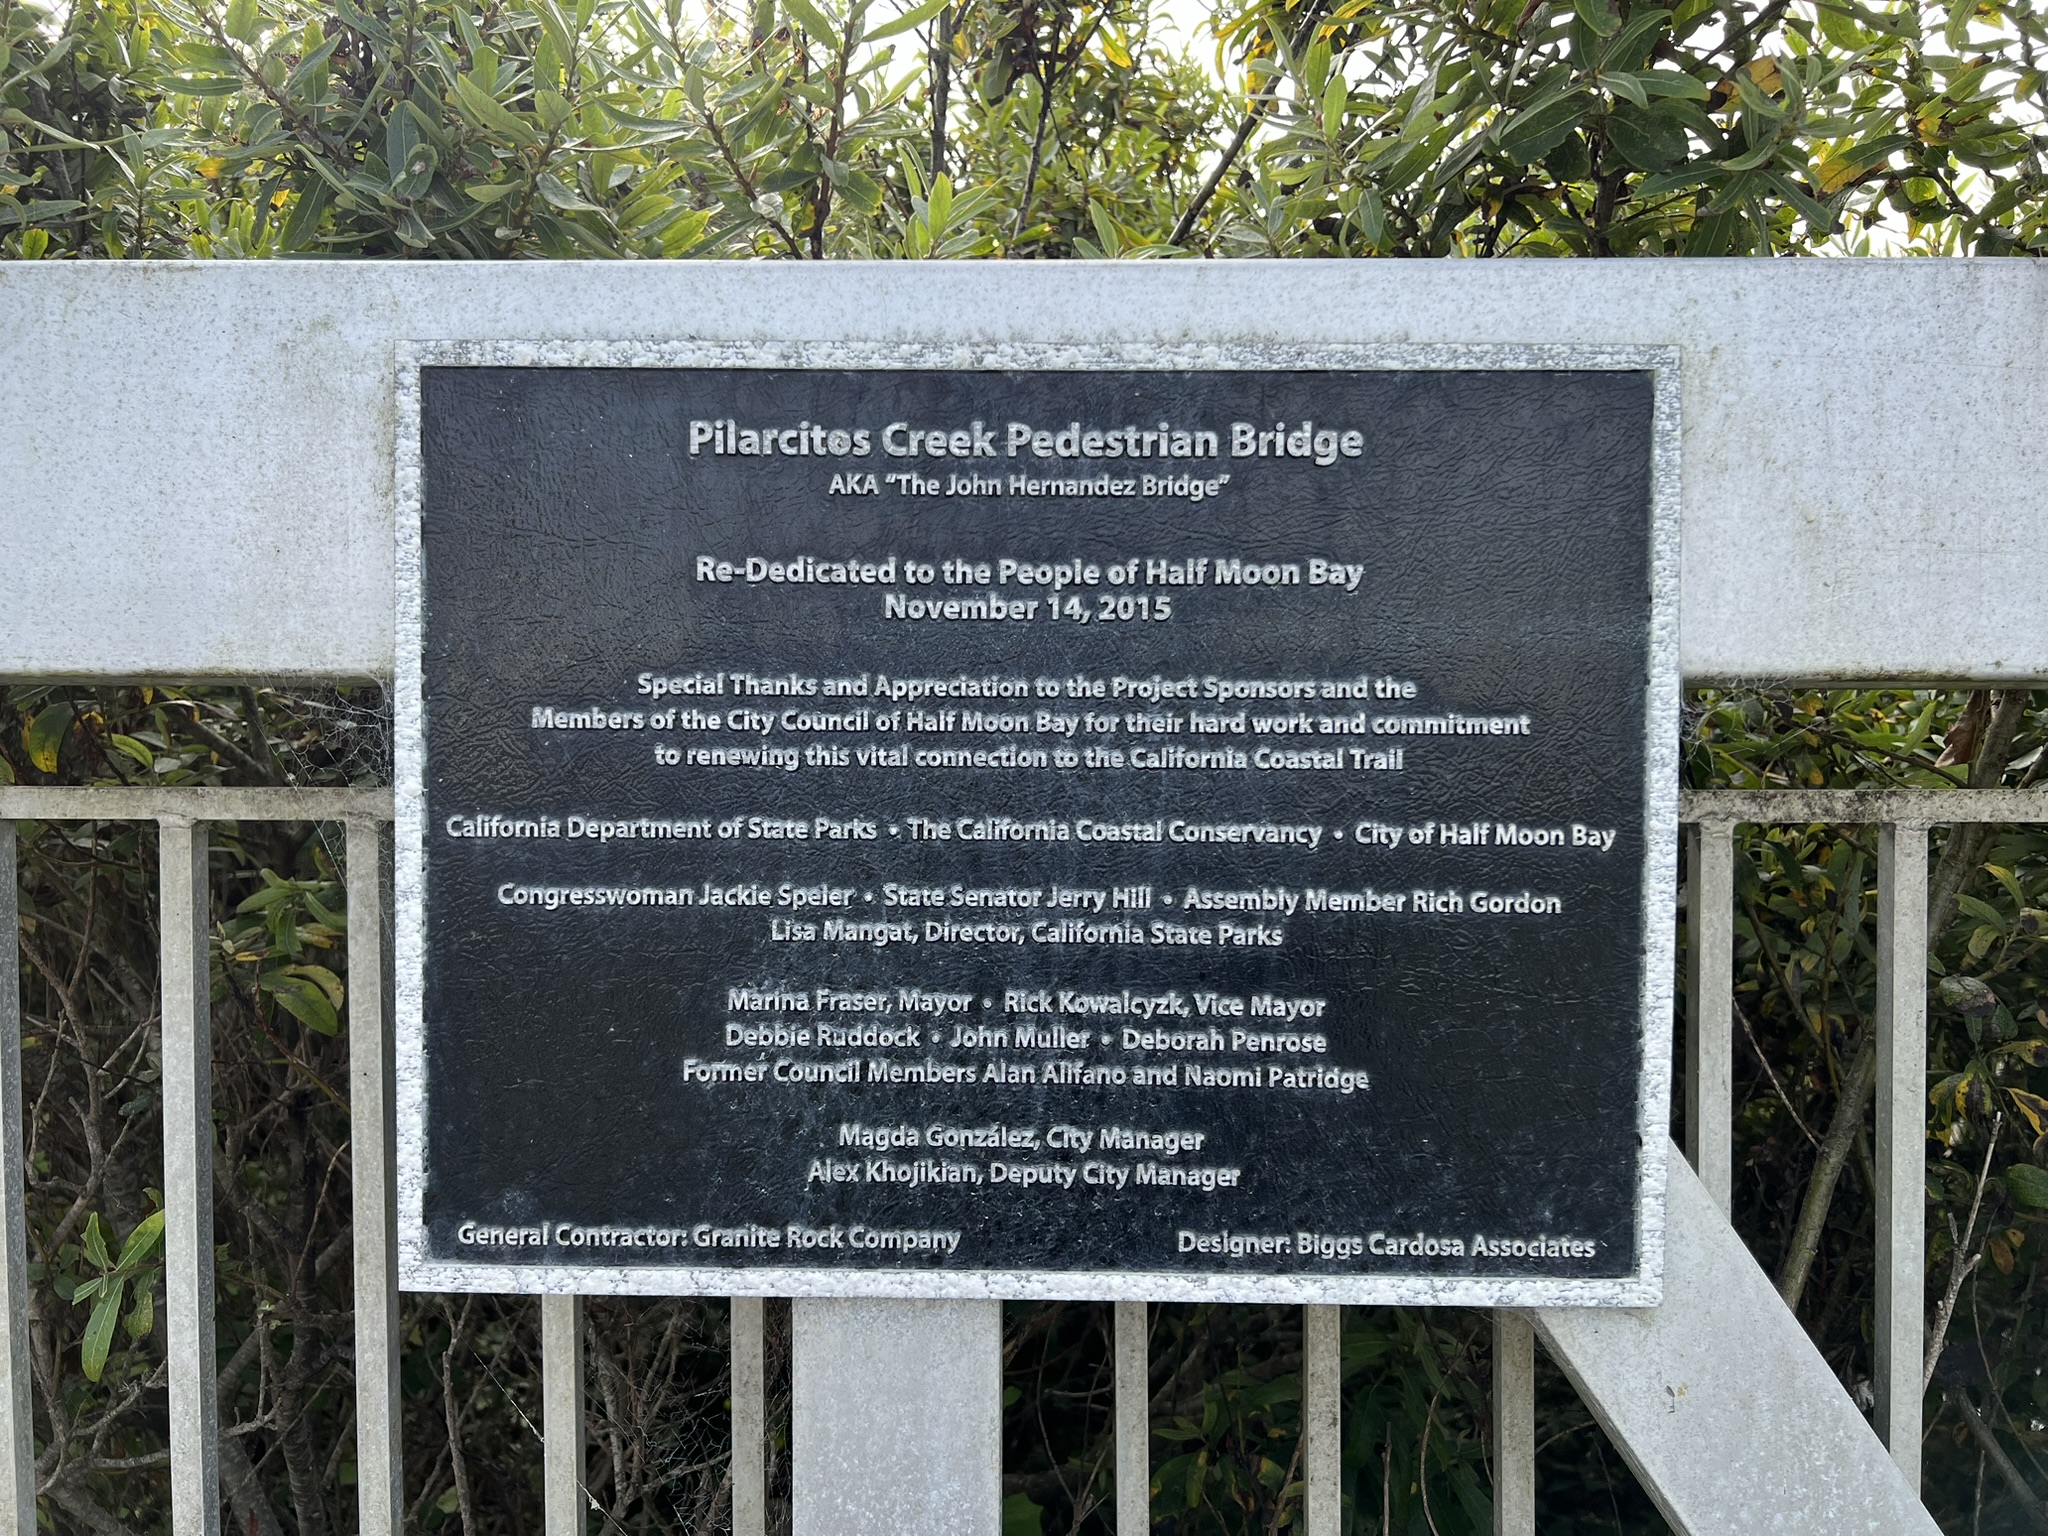 Pilarcitos Creek Pedestrian Bridge
AKA “The John Hernandez Bridge”
Re-Dedicated to the People of Half Moon Bay
November 14, 2015
Special Thanks and Appreciation to the Project Sponsors and the
Members of the City Council of Half Moon Bay for their hard work and commitment
to renewing this vital connection to the California Coastal Trail
California Department of State Parks • The California Coastal Conservancy • City of Half Moon Bay
Congresswoman Jackie Speier • State Senator Jerry Hill • Assembly Member Rich Gordon
Lisa Mangat, Director, California State Parks
Marina Fraser, Mayor • Rick Kowalcyzk, Vice Mayor
Debbie Ruddock • John Muller • Deborah Penrose
Former Council Members Alan Alifano and Naomi Patridge
Magda González, City Manager
Alex Khojikian, Deputy City Manager
General Contractor: Granite Rock Company
Designer: Biggs Cardosa Associates